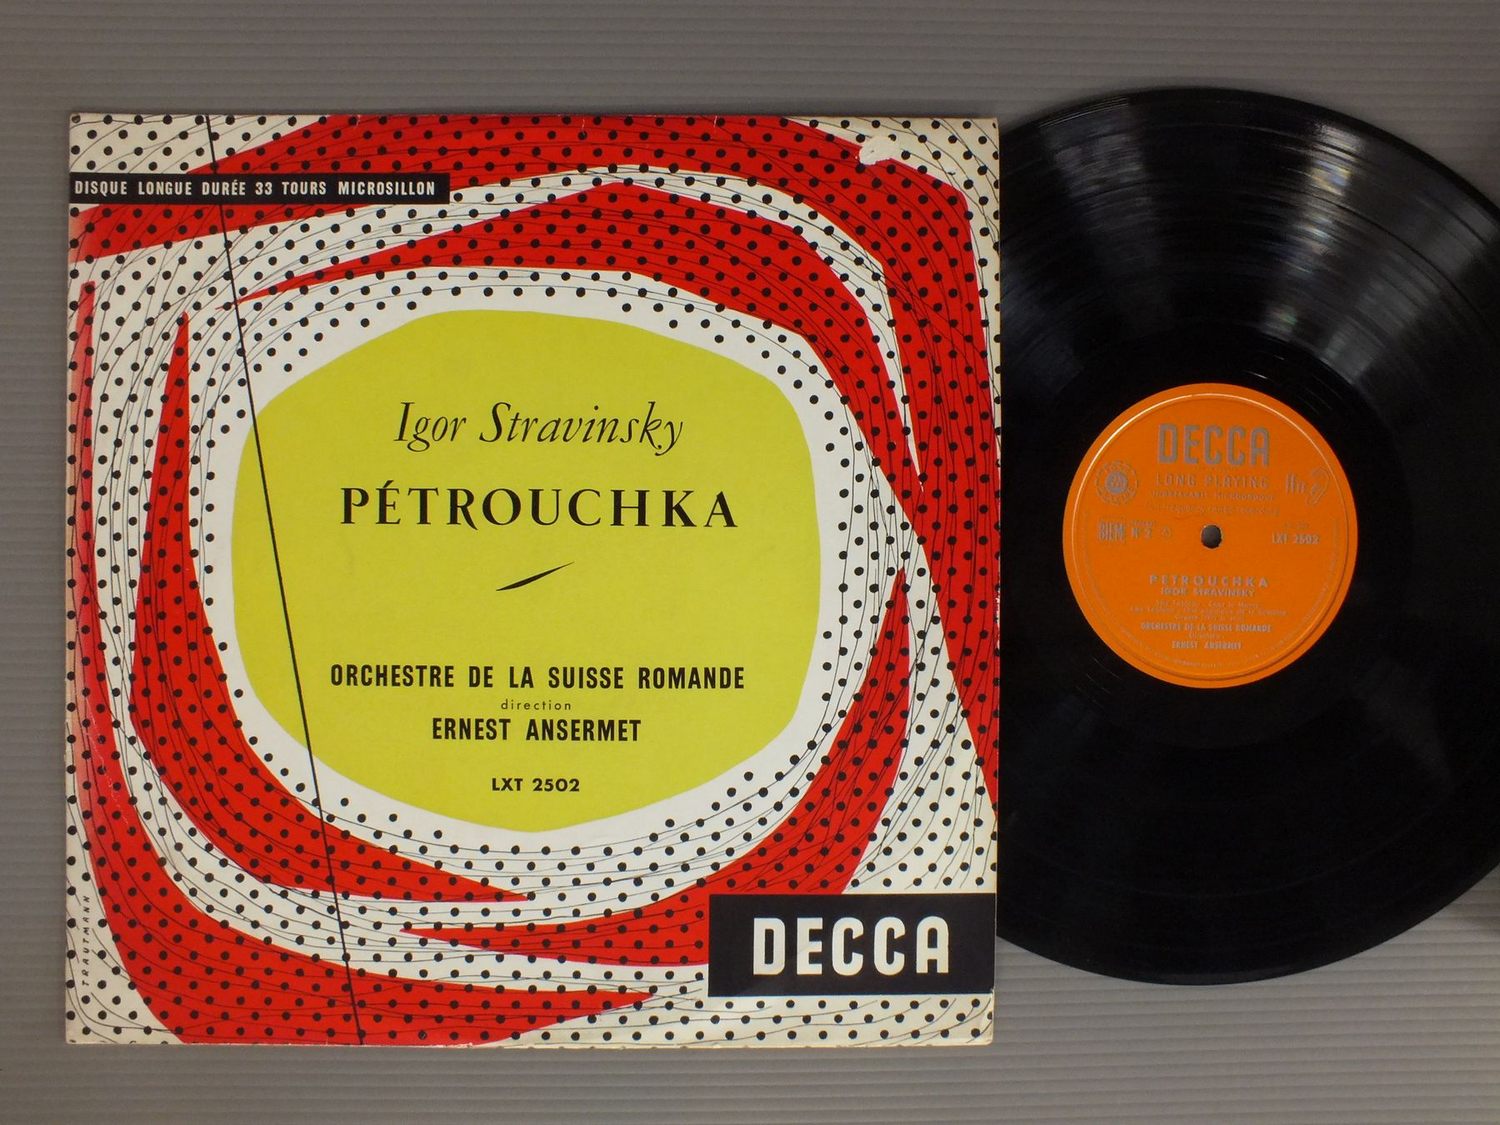 DISQUE LONGUE DURÉE 33 TOURS MICROSILLON
Igor Stravinsky
PÉTROUCHKA
ORCHESTRE DE LA SUISSE ROMANDE
direction
ERNEST ANSERMET
LXT 2502
DECCA
TRAUTMANN
DECCA
LONG PLAYING
BIEM
LXT 2502
PETROUCHKA
IGOR STRAVINSKY
ORCHESTRE DE LA SUISSE ROMANDE
ERNEST ANSERMET